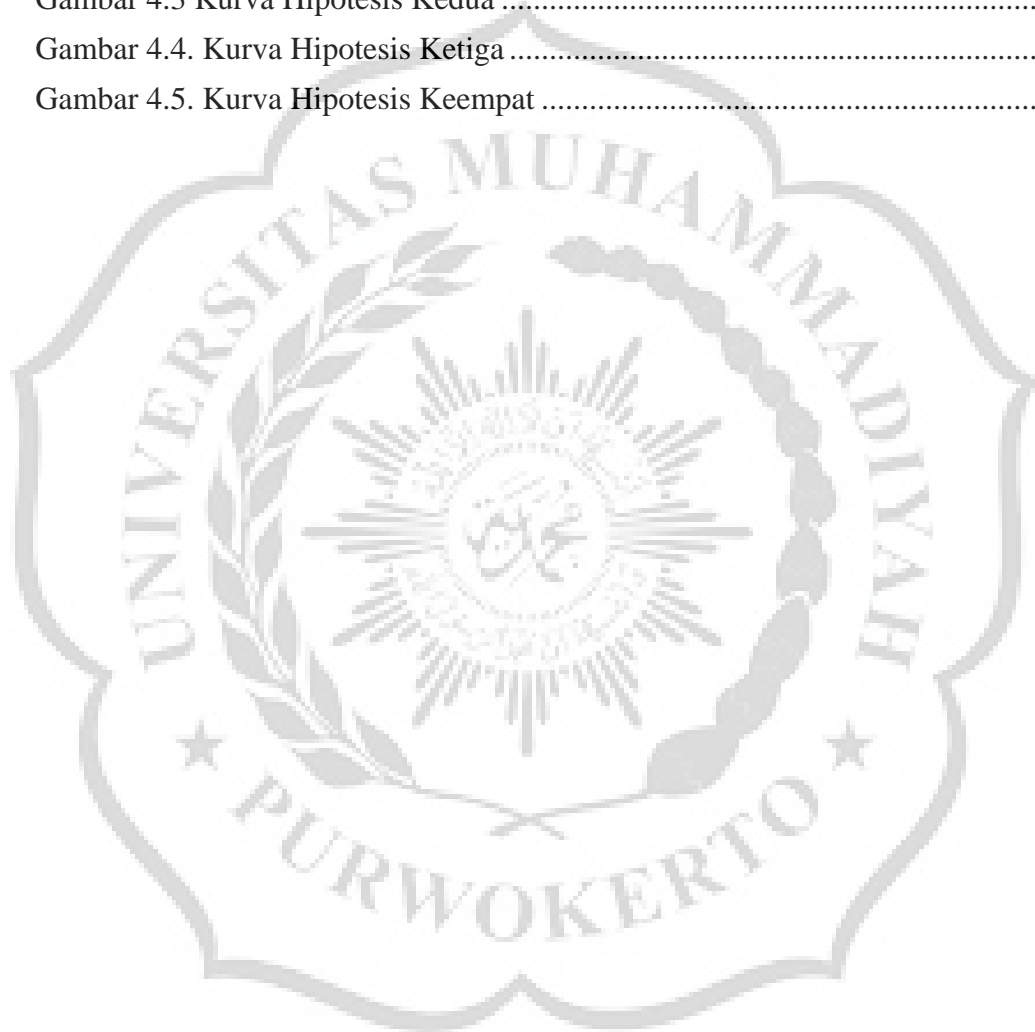 Gambar 4.3 Kurva Hipotesis Kedua ........................................................................
Gambar 4.4. Kurva Hipotesis Ketiga .......................................................................
Gambar 4.5. Kurva Hipotesis Keempat ...................................................................
UNIVERSITAS MUHAMMADIYAH
★ PURWOKERTO ★